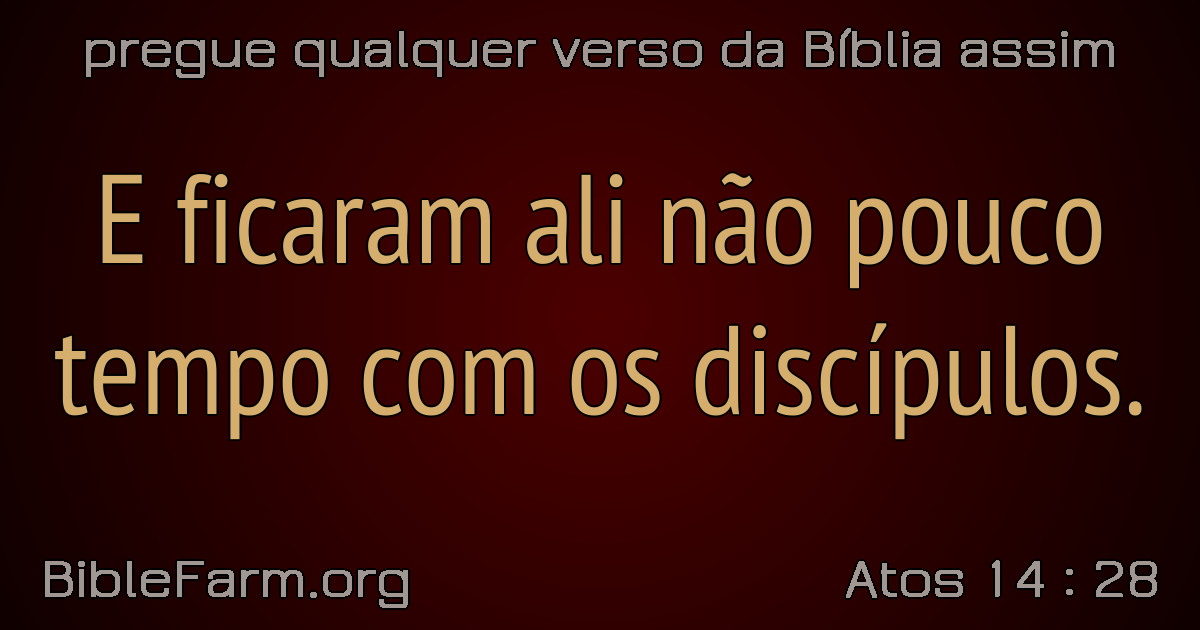 pregue qualquer verso da Bíblia assim
E ficaram ali não pouco
tempo com os discípulos.
BibleFarm.org
Atos 14 : 28